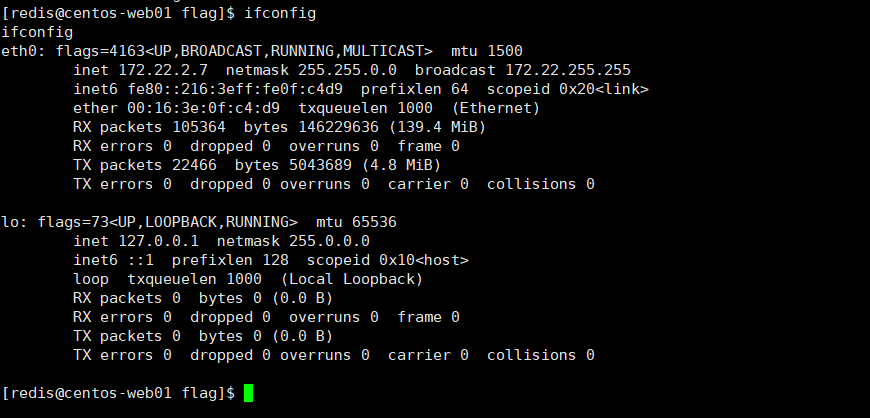 [redis@centos-web01 flag]$ ifconfig
ifconfig
eth0: flags=4163<UP,BROADCAST,RUNNING,MULTICAST>  mtu 1500
        inet 172.22.2.7  netmask 255.255.0.0  broadcast 172.22.255.255
        inet6 fe80::216:3eff:fe0f:c4d9  prefixlen 64  scopeid 0x20<link>
        ether 00:16:3e:0f:c4:d9  txqueuelen 1000  (Ethernet)
        RX packets 105364  bytes 146229636 (139.4 MiB)
        RX errors 0  dropped 0  overruns 0  frame 0
        TX packets 22466  bytes 5043689 (4.8 MiB)
        TX errors 0  dropped 0 overruns 0  carrier 0  collisions 0

lo: flags=73<UP,LOOPBACK,RUNNING>  mtu 65536
        inet 127.0.0.1  netmask 255.0.0.0
        inet6 ::1  prefixlen 128  scopeid 0x10<host>
        loop  txqueuelen 1000  (Local Loopback)
        RX packets 0  bytes 0 (0.0 B)
        RX errors 0  dropped 0  overruns 0  frame 0
        TX packets 0  bytes 0 (0.0 B)
        TX errors 0  dropped 0 overruns 0  carrier 0  collisions 0

[redis@centos-web01 flag]$